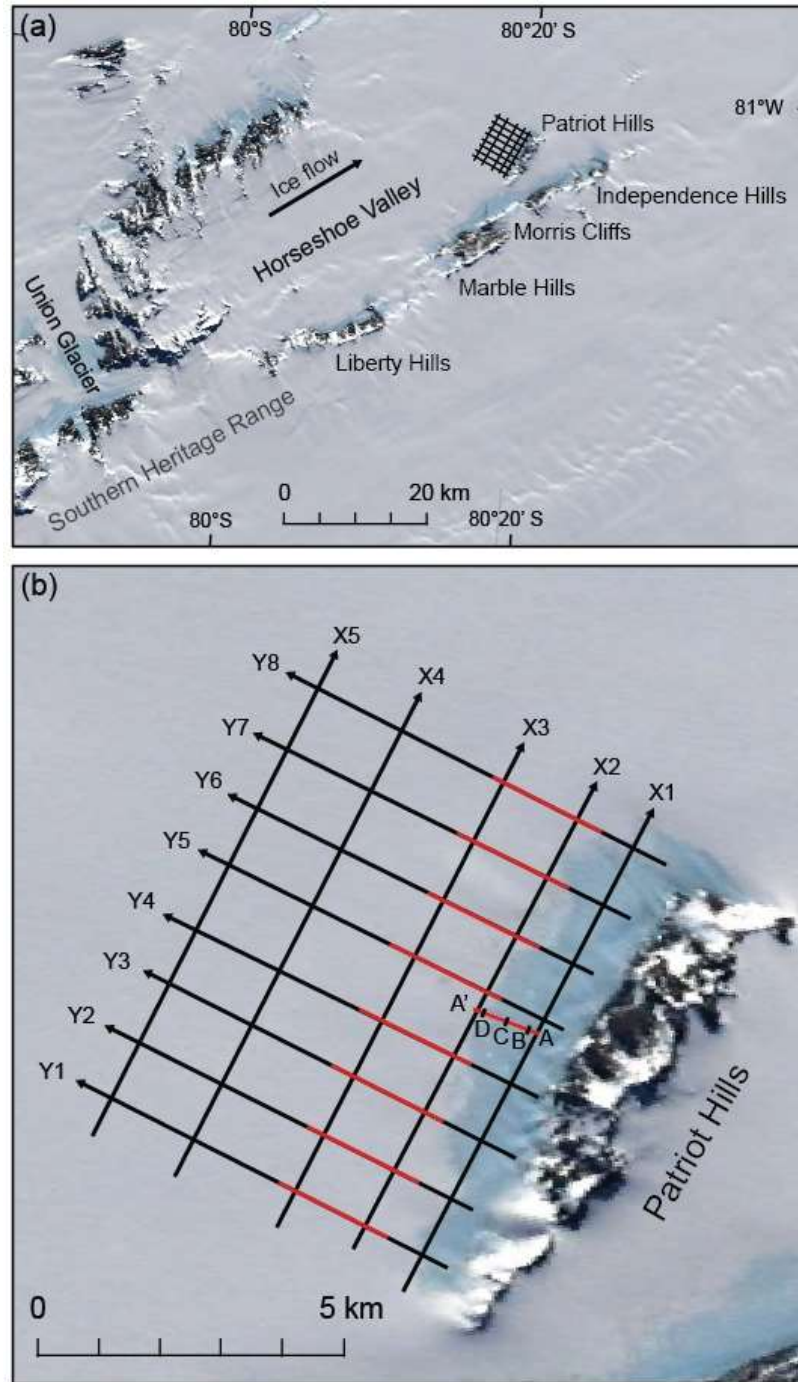 (a)
80°S
80°20' S
81°W
Patriot Hills
Ice flow
Independence Hills
Horseshoe Valley
Morris Cliffs
Marble Hills
Union Glacier
Liberty Hills
Southern Heritage Range
0 20 km
80°S
80°20' S
(b)
X5
Y8
X4
Y7
X3
Y6
X2
X1
Y5
Y4
A'
D
C
B
A
Y3
Y2
Y1
Patriot Hills
0 5 km